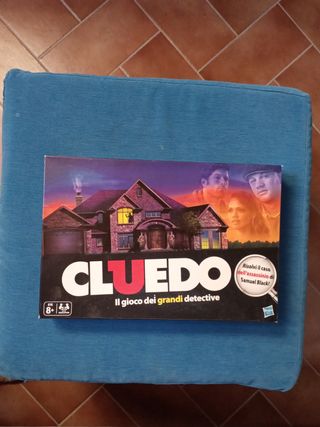 CLUEDO
Il gioco dei grandi detective
Risolvi il caso
dell'assassinio di
Samuel Black!
8+
Hasbro